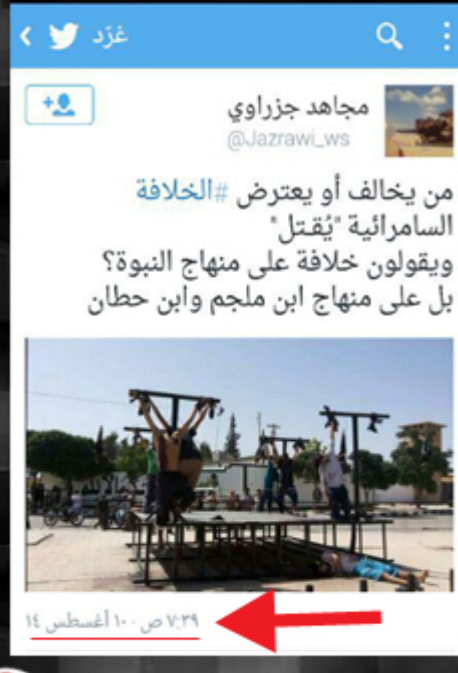 غرّد
مجاهد جزراوي
@Jazrawi_ws
من يخالف أو يعترض #الخلافة
السامرائية "يُقتل"
ويقولون خلافة على منهاج النبوة؟
بل على منهاج ابن ملجم وابن حطان
٧:٣٩ ص · ١٠ أغسطس ١٤